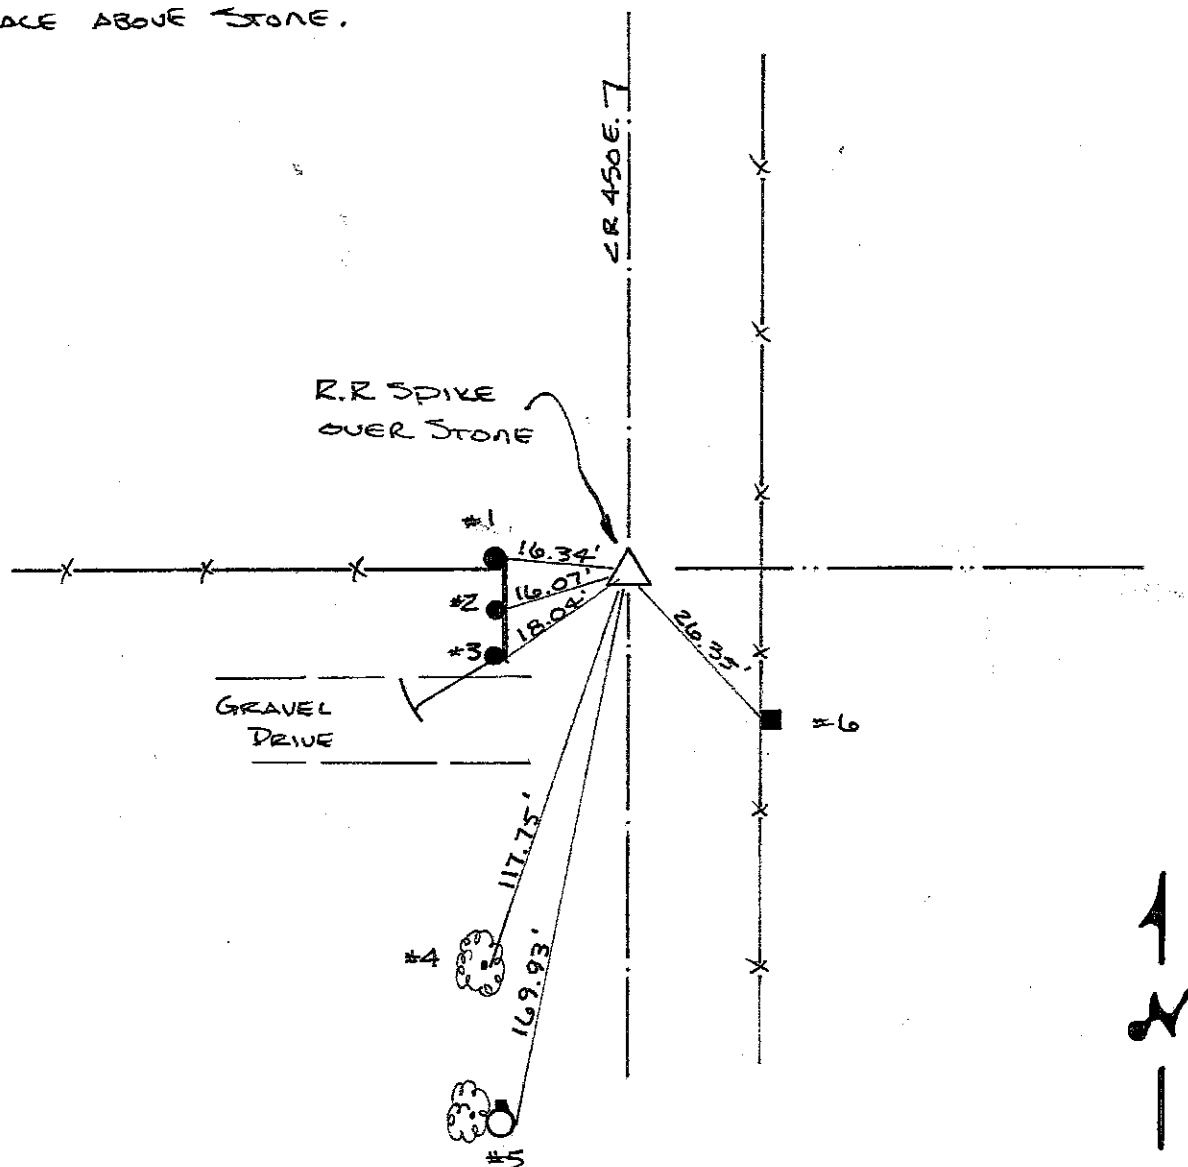 ACE ABOVE STONE.
CR 450E.
R.R SPIKE
OVER STONE
#1
16.34'
#2
16.07'
#3
18.04'
26.35'
GRAVEL
DRIVE
#6
117.75'
#4
169.93'
#5
N